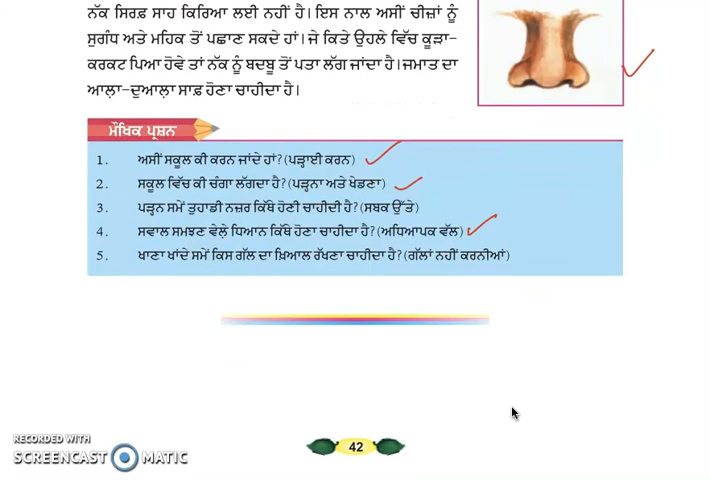 ਨੱਕ ਸਿਰਫ਼ ਸਾਹ ਕਿਰਿਆ ਲਈ ਨਹੀਂ ਹੈ। ਇਸ ਨਾਲ ਅਸੀਂ ਚੀਜ਼ਾਂ ਨੂੰ
ਸੁਗੰਧ ਅਤੇ ਮਹਿਕ ਤੋਂ ਪਛਾਣ ਸਕਦੇ ਹਾਂ। ਜੇ ਕਿਤੇ ਉਹਲੇ ਵਿੱਚ ਕੂੜਾ-
ਕਰਕਟ ਪਿਆ ਹੋਵੇ ਤਾਂ ਨੱਕ ਨੂੰ ਬਦਬੂ ਤੋਂ ਪਤਾ ਲੱਗ ਜਾਂਦਾ ਹੈ। ਜਮਾਤ ਦਾ
ਆਲ਼ਾ-ਦੁਆਲ਼ਾ ਸਾਫ਼ ਹੋਣਾ ਚਾਹੀਦਾ ਹੈ।
ਮੌਖਿਕ ਪ੍ਰਸ਼ਨ
1. ਅਸੀਂ ਸਕੂਲ ਕੀ ਕਰਨ ਜਾਂਦੇ ਹਾਂ? (ਪੜ੍ਹਾਈ ਕਰਨ)
2. ਸਕੂਲ ਵਿੱਚ ਕੀ ਚੰਗਾ ਲੱਗਦਾ ਹੈ? (ਪੜ੍ਹਨਾ ਅਤੇ ਖੇਡਣਾ)
3. ਪੜ੍ਹਨ ਸਮੇਂ ਤੁਹਾਡੀ ਨਜ਼ਰ ਕਿੱਥੇ ਹੋਣੀ ਚਾਹੀਦੀ ਹੈ? (ਸਬਕ ਉੱਤੇ)
4. ਸਵਾਲ ਸਮਝਣ ਵੇਲ਼ੇ ਧਿਆਨ ਕਿੱਥੇ ਹੋਣਾ ਚਾਹੀਦਾ ਹੈ? (ਅਧਿਆਪਕ ਵੱਲ)
5. ਖਾਣਾ ਖਾਂਦੇ ਸਮੇਂ ਕਿਸ ਗੱਲ ਦਾ ਖ਼ਿਆਲ ਰੱਖਣਾ ਚਾਹੀਦਾ ਹੈ? (ਗੱਲਾਂ ਨਹੀਂ ਕਰਨੀਆਂ)
42
RECORDED WITH
SCREENCAST MATIC